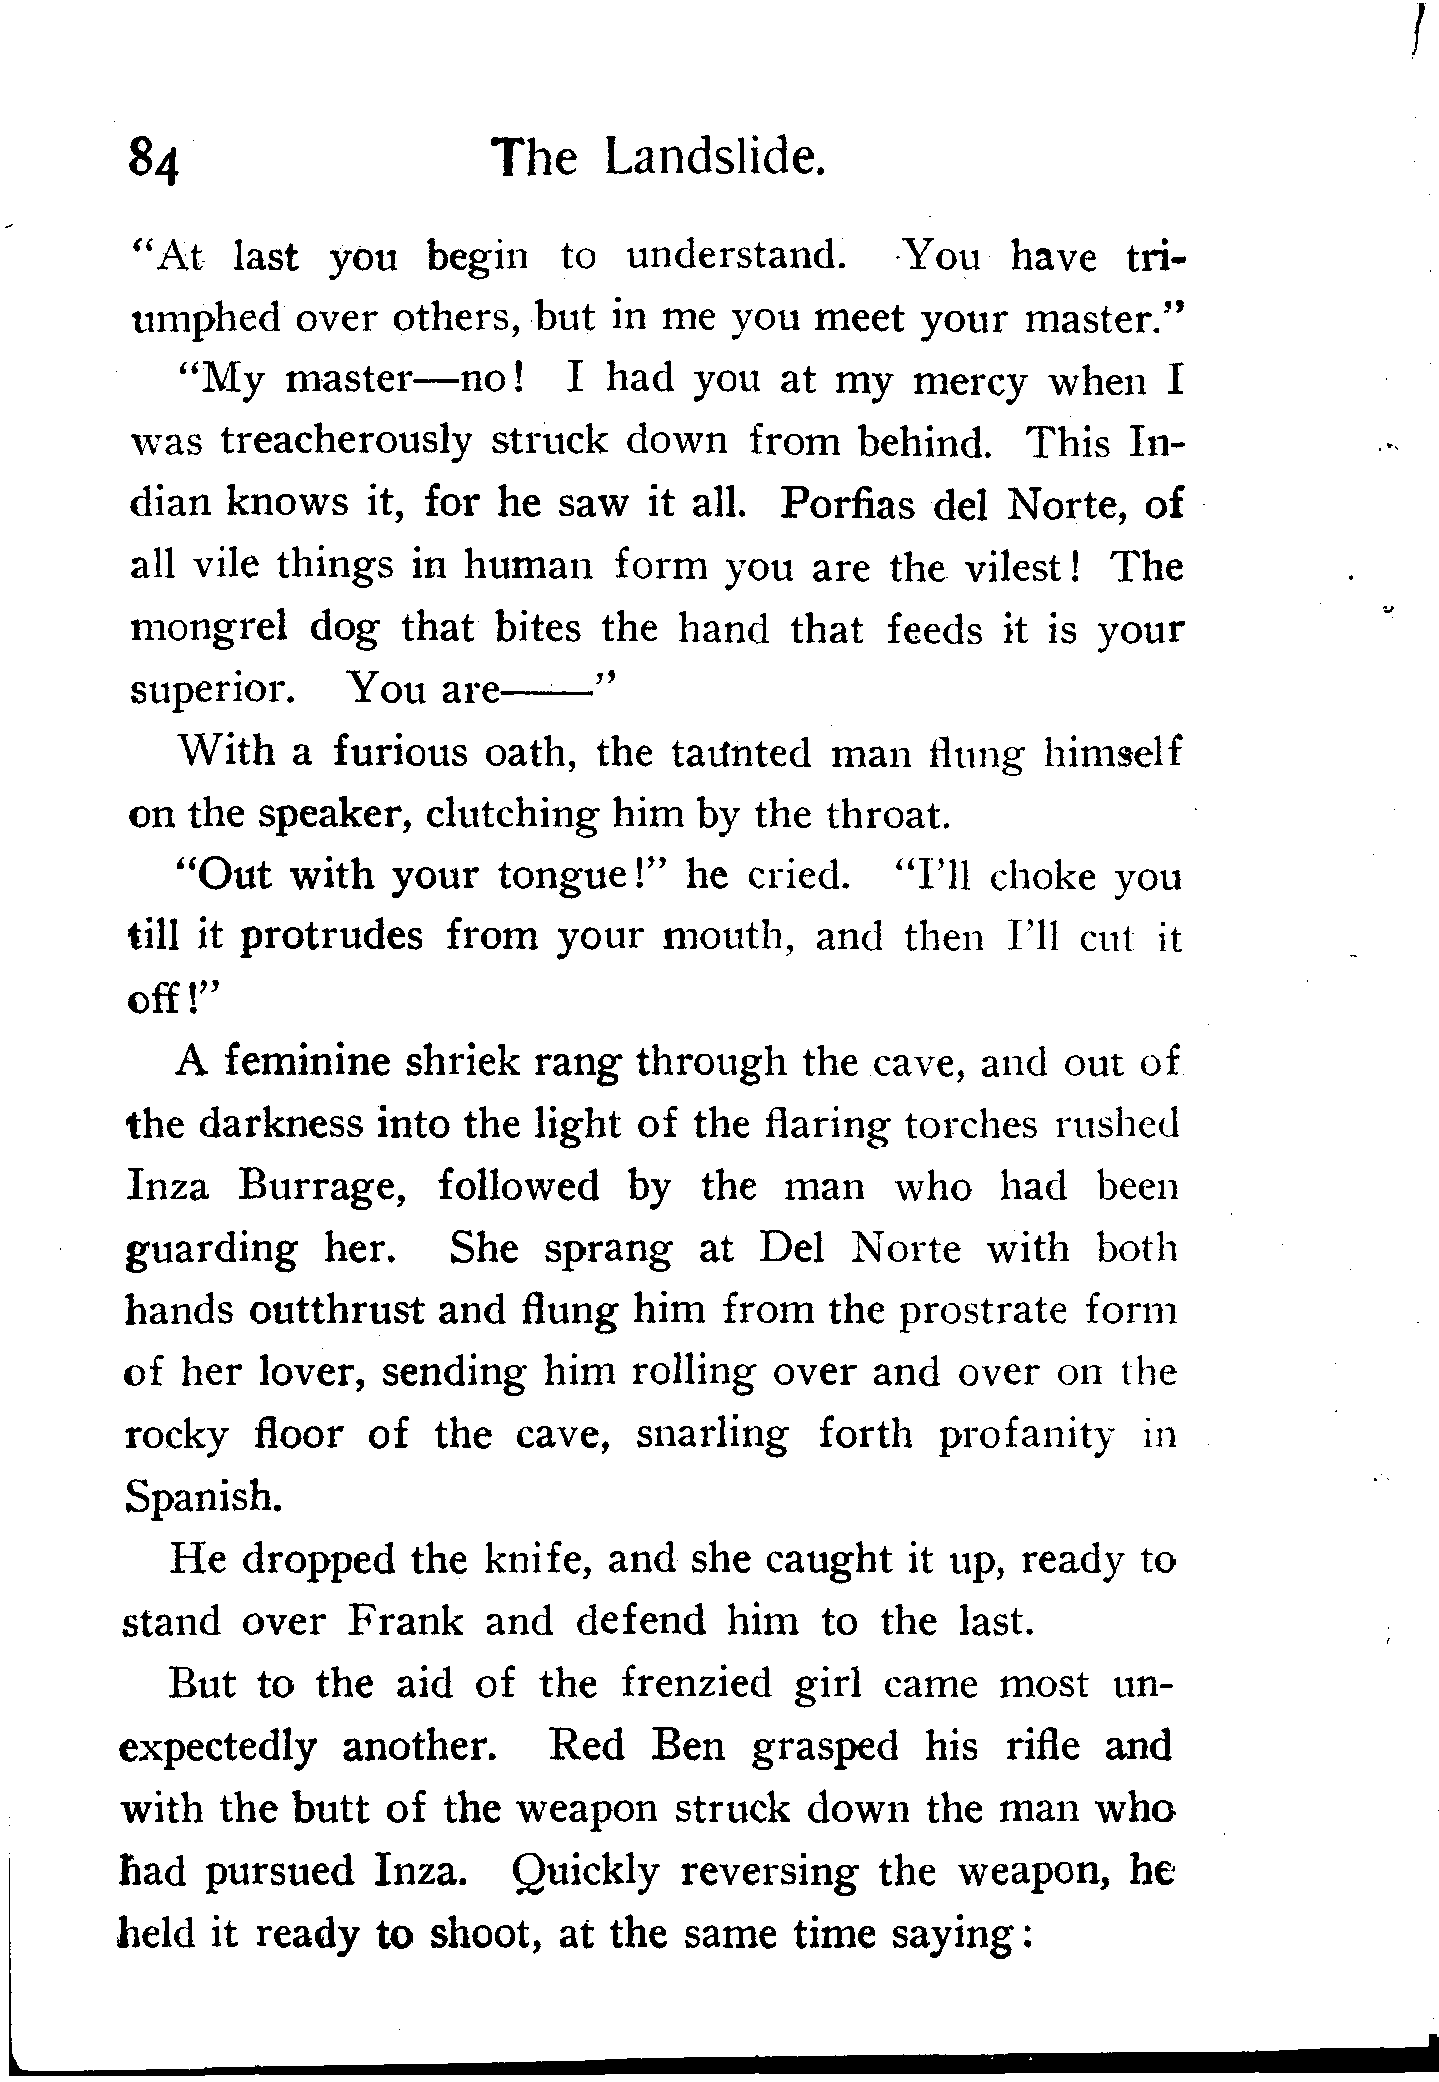 84 The Landslide.
“At last you begin to understand. You have tri-
umphed over others, but in me you meet your master.”
“My master—no! I had you at my mercy when I
was treacherously struck down from behind. This In-
dian knows it, for he saw it all. Porfias del Norte, of
all vile things in human form you are the vilest! The
mongrel dog that bites the hand that feeds it is your
superior. You are——”
With a furious oath, the taunted man flung himself
on the speaker, clutching him by the throat.
“Out with your tongue!” he cried. “I’ll choke you
till it protrudes from your mouth, and then I’ll cut it
off!”
A feminine shriek rang through the cave, and out of
the darkness into the light of the flaring torches rushed
Inza Burrage, followed by the man who had been
guarding her. She sprang at Del Norte with both
hands outthrust and flung him from the prostrate form
of her lover, sending him rolling over and over on the
rocky floor of the cave, snarling forth profanity in
Spanish.
He dropped the knife, and she caught it up, ready to
stand over Frank and defend him to the last.
But to the aid of the frenzied girl came most un-
expectedly another. Red Ben grasped his rifle and
with the butt of the weapon struck down the man who
had pursued Inza. Quickly reversing the weapon, he
held it ready to shoot, at the same time saying: